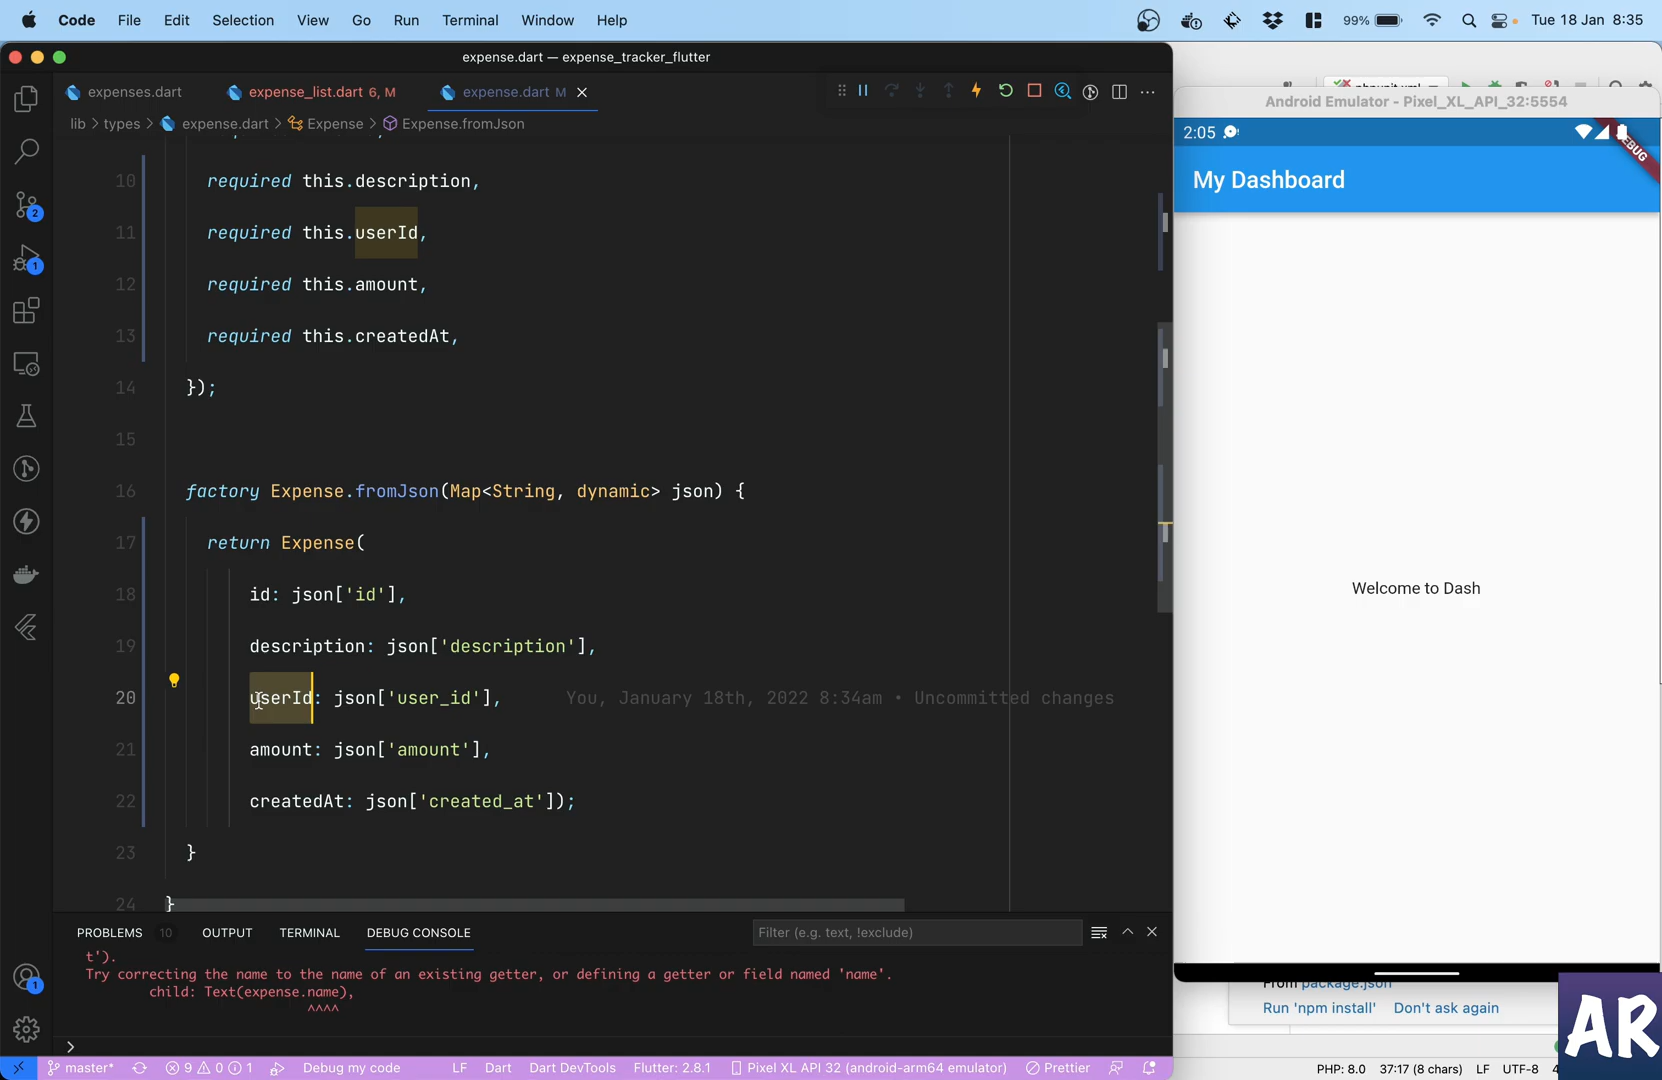 Code File Edit Selection View Go Run Terminal Window Help 99% Tue 18 Jan 8:35
expense.dart — expense_tracker_flutter
expenses.dart expense_list.dart 6, M expense.dart M
lib > types > expense.dart > Expense > Expense.fromJson
10 required this.description,
11 required this.userId,
12 required this.amount,
13 required this.createdAt,
14 });
15
16 factory Expense.fromJson(Map<String, dynamic> json) {
17 return Expense(
18 id: json['id'],
19 description: json['description'],
20 userId: json['user_id'], You, January 18th, 2022 8:34am • Uncommitted changes
21 amount: json['amount'],
22 createdAt: json['created_at']);
23 }
24 }
PROBLEMS 10 OUTPUT TERMINAL DEBUG CONSOLE Filter (e.g. text, !exclude)
t').
Try correcting the name to the name of an existing getter, or defining a getter or field named 'name'.
child: Text(expense.name),
^^^^
>
master* 9 0 1 Debug my code LF Dart Dart DevTools Flutter: 2.8.1 Pixel XL API 32 (android-arm64 emulator) Prettier
2
1
1
Android Emulator - Pixel_XL_API_32:5554
2:05
DEBUG
My Dashboard
Welcome to Dash
From package.json
Run 'npm install' Don't ask again
AR
PHP: 8.0 37:17 (8 chars) LF UTF-8 4